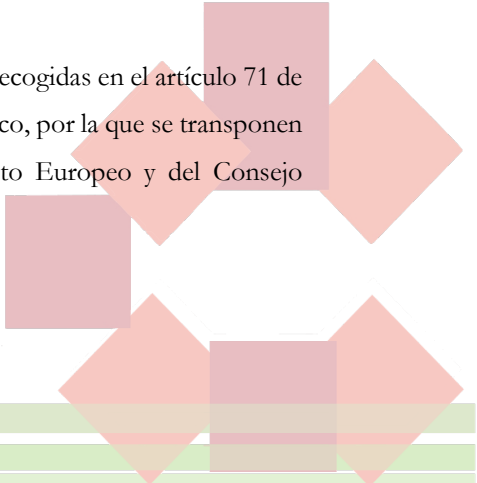 ecogidas en el artículo 71 de
co, por la que se transponen
to Europeo y del Consejo